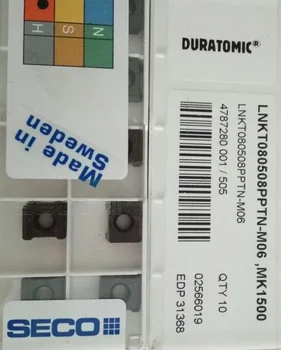 DURATOMIC®
N
S
H
Made in
Sweden
LNKT080508PPTN-M06 ,MK1500
LNKT080508PPTN-M06
4787280 001 / 505
QTY 10
02566019
EDP 31368
SECO